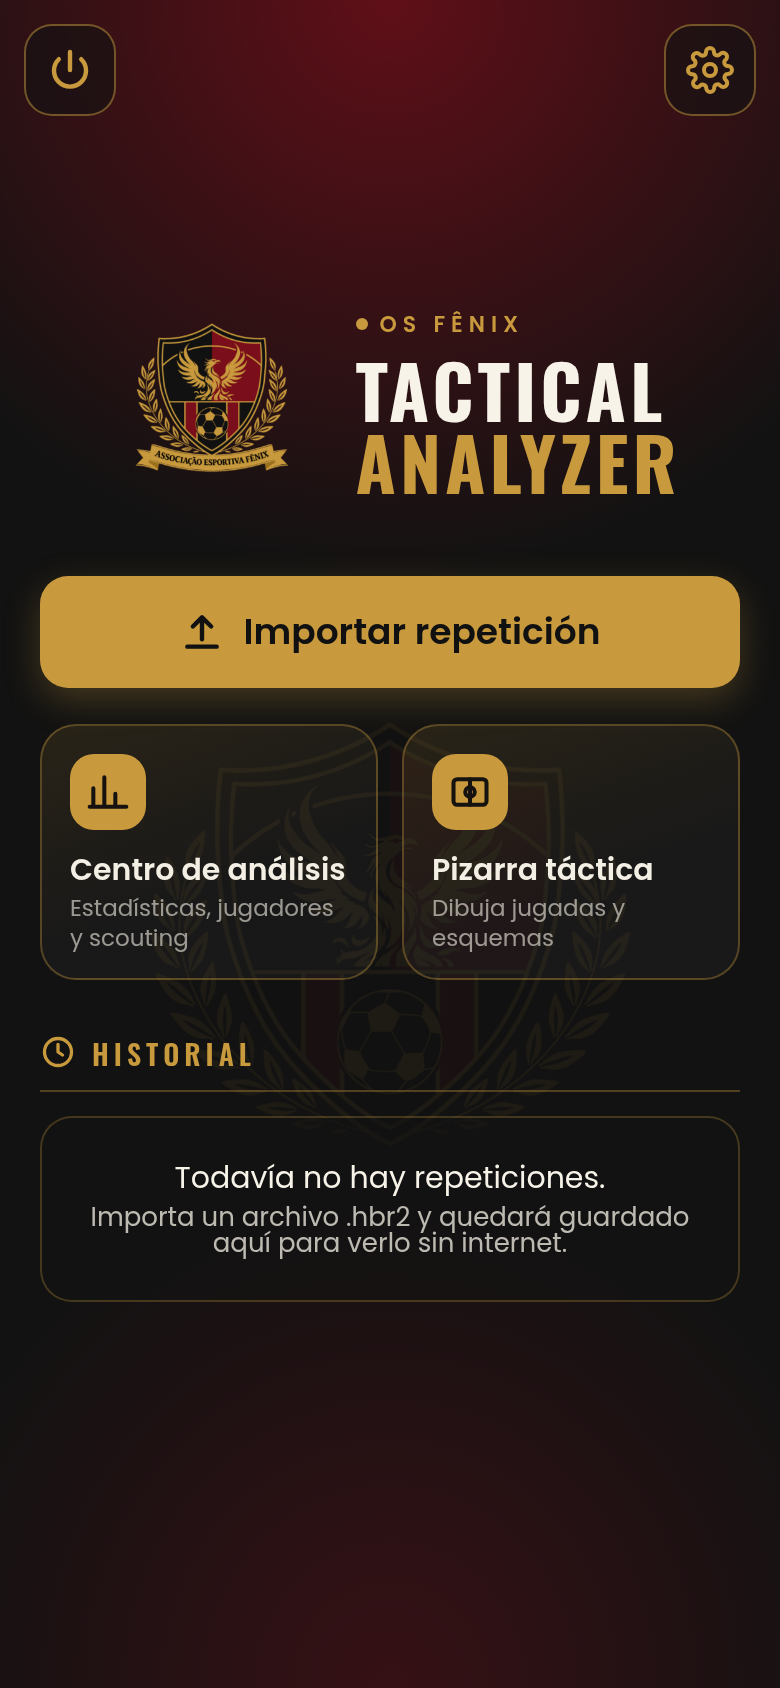 OS FÊNIX
TACTICAL
ANALYZER
ASSOCIAÇÃO ESPORTIVA FÊNIX
Importar repetición
Centro de análisis
Estadísticas, jugadores
y scouting
Pizarra táctica
Dibuja jugadas y
esquemas
HISTORIAL
Todavía no hay repeticiones.
Importa un archivo .hbr2 y quedará guardado
aquí para verlo sin internet.